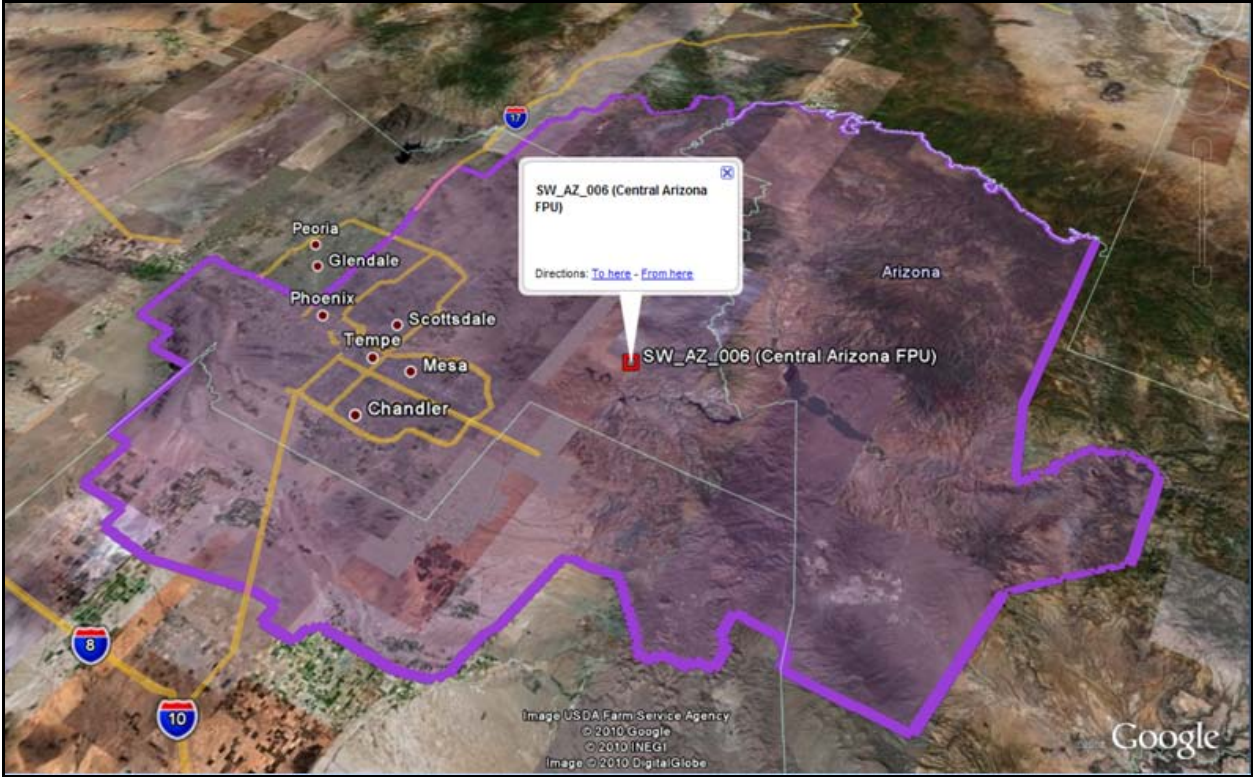 17
SW_AZ_006 (Central Arizona
FPU)
Directions: To here - From here
Peoria
Glendale
Arizona
Phoenix
Scottsdale
Tempe
SW_AZ_006 (Central Arizona FPU)
Mesa
Chandler
8
10
Image USDA Farm Service Agency
© 2010 Google
© 2010 INEGI
Image © 2010 DigitalGlobe
Google